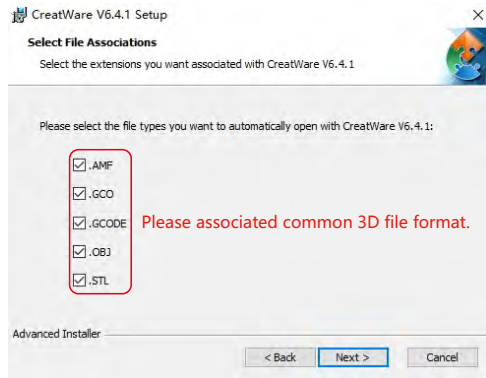 CreatWare V6.4.1 Setup
Select File Associations
Select the extensions you want associated with CreatWare V6.4.1
Please select the file types you want to automatically open with CreatWare V6.4.1:
.AMF
.GCO
.GCODE
Please associated common 3D file format.
.OBJ
.STL
Advanced Installer
< Back
Next >
Cancel